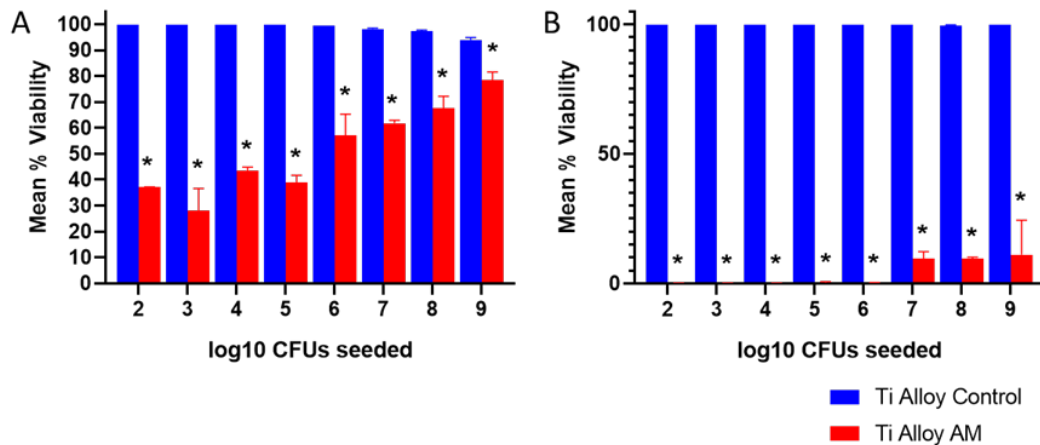 A
Mean % Viability
100
90
80
70
60
50
40
30
20
10
0
* * * * * * * *
2 3 4 5 6 7 8 9
log10 CFUs seeded
B
Mean % Viability
100
50
0
* * * * * * * *
2 3 4 5 6 7 8 9
log10 CFUs seeded
Ti Alloy Control
Ti Alloy AM